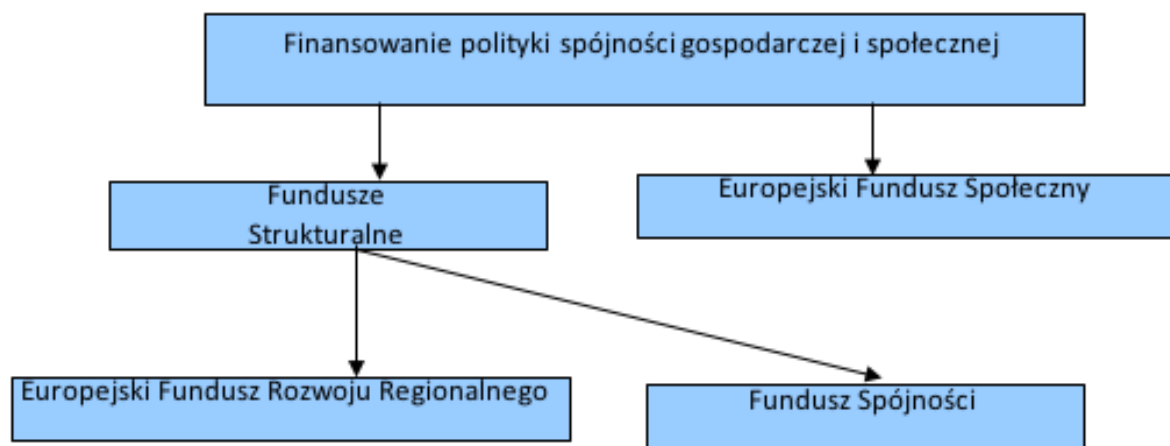 Finansowanie polityki spójności gospodarczej i społecznej
Fundusze
Strukturalne
Europejski Fundusz Społeczny
Europejski Fundusz Rozwoju Regionalnego
Fundusz Spójności